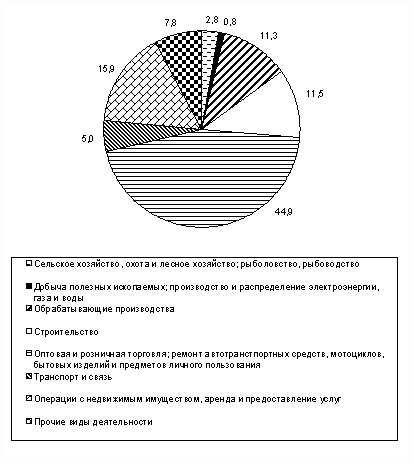 7,8
2,8
0,8
11,3
15,9
11,5
5,0
44,9
Сельское хозяйство, охота и лесное хозяйство; рыболовство, рыбоводство
Добыча полезных ископаемых; производство и распределение электроэнергии,
газа и воды
Обрабатывающие производства
Строительство
Оптовая и розничная торговля; ремонт автотранспортных средств, мотоциклов,
бытовых изделий и предметов личного пользования
Транспорт и связь
Операции с недвижимым имуществом, аренда и предоставление услуг
Прочие виды деятельности